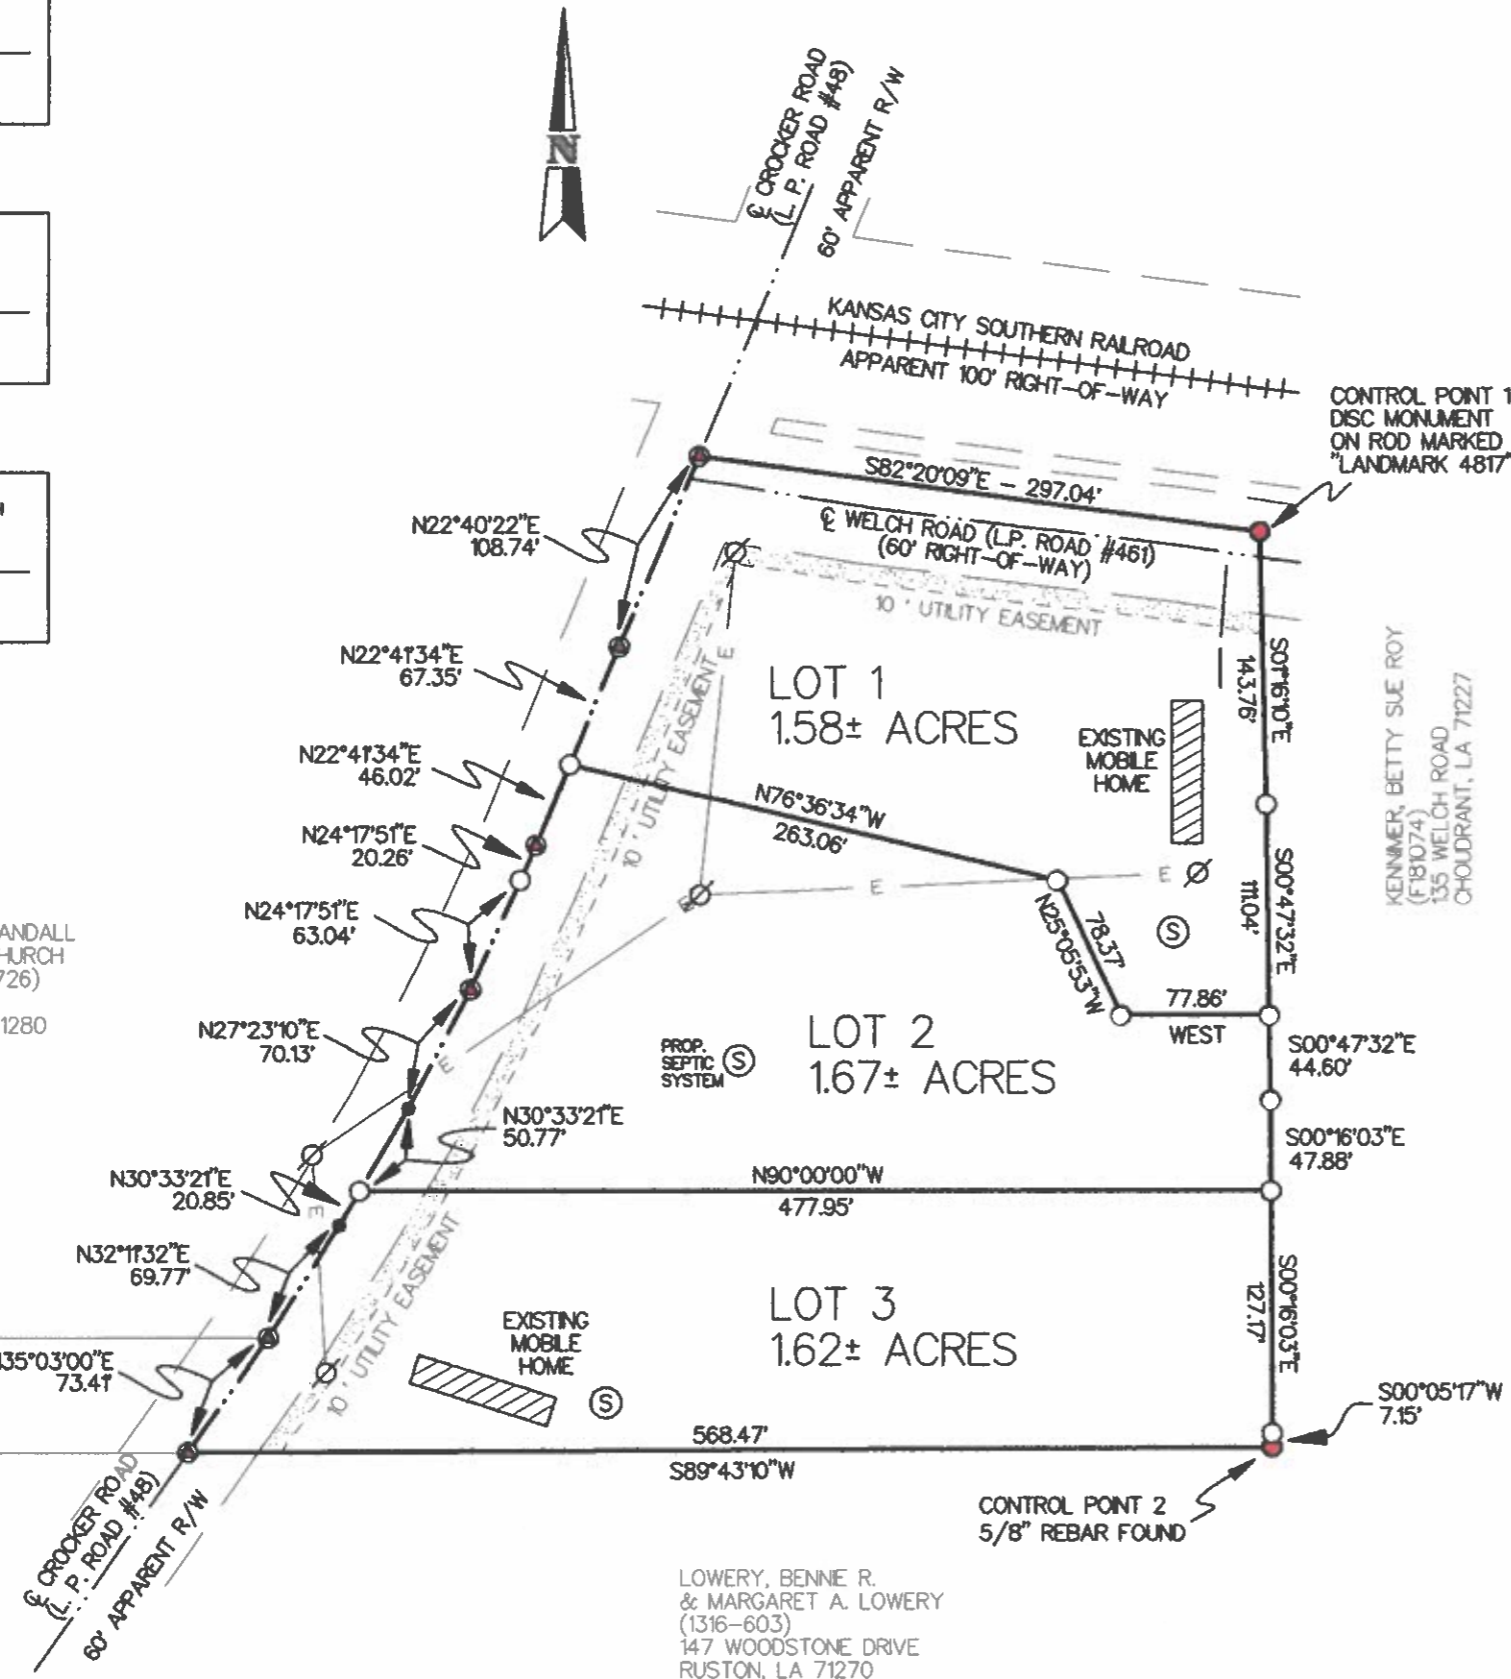 N
℄ CROCKER ROAD
(L. P. ROAD #48)
60' APPARENT R/W
KANSAS CITY SOUTHERN RAILROAD
APPARENT 100' RIGHT-OF-WAY
CONTROL POINT 1
DISC MONUMENT
ON ROD MARKED
"LANDMARK 4817"
S82°20'09"E - 297.04'
℄ WELCH ROAD (L.P. ROAD #461)
(60' RIGHT-OF-WAY)
10' UTILITY EASEMENT
N22°40'22"E
108.74'
N22°41'34"E
67.35'
LOT 1
1.58± ACRES
EXISTING
MOBILE
HOME
S01°16'10"E
143.76'
KENNMER, BETTY SUE ROY
(F181074)
135 WELCH ROAD
CHOUDRANT, LA 71227
N22°41'34"E
46.02'
N76°36'34"W
263.06'
10' UTILITY EASEMENT
E
N24°17'51"E
20.26'
E
E
E
N24°17'51"E
63.04'
N25°05'53"W
78.37'
S
S00°47'32"E
111.04'
ANDALL
HURCH
726)
1280
77.86'
WEST
N27°23'10"E
70.13'
E
PROP.
SEPTIC
SYSTEM
S
LOT 2
1.67± ACRES
S00°47'32"E
44.60'
N30°33'21"E
50.77'
S00°16'03"E
47.88'
N30°33'21"E
20.85'
E
N90°00'00"W
477.95'
N32°11'32"E
69.77'
10' UTILITY EASEMENT
LOT 3
1.62± ACRES
EXISTING
MOBILE
HOME
S
S00°16'03"E
127.17'
35°03'00"E
73.41'
S00°05'17"W
7.15'
568.47'
S89°43'10"W
CONTROL POINT 2
5/8" REBAR FOUND
℄ CROCKER ROAD
(L. P. ROAD #48)
60' APPARENT R/W
LOWERY, BENNIE R.
& MARGARET A. LOWERY
(1316-603)
147 WOODSTONE DRIVE
RUSTON, LA 71270